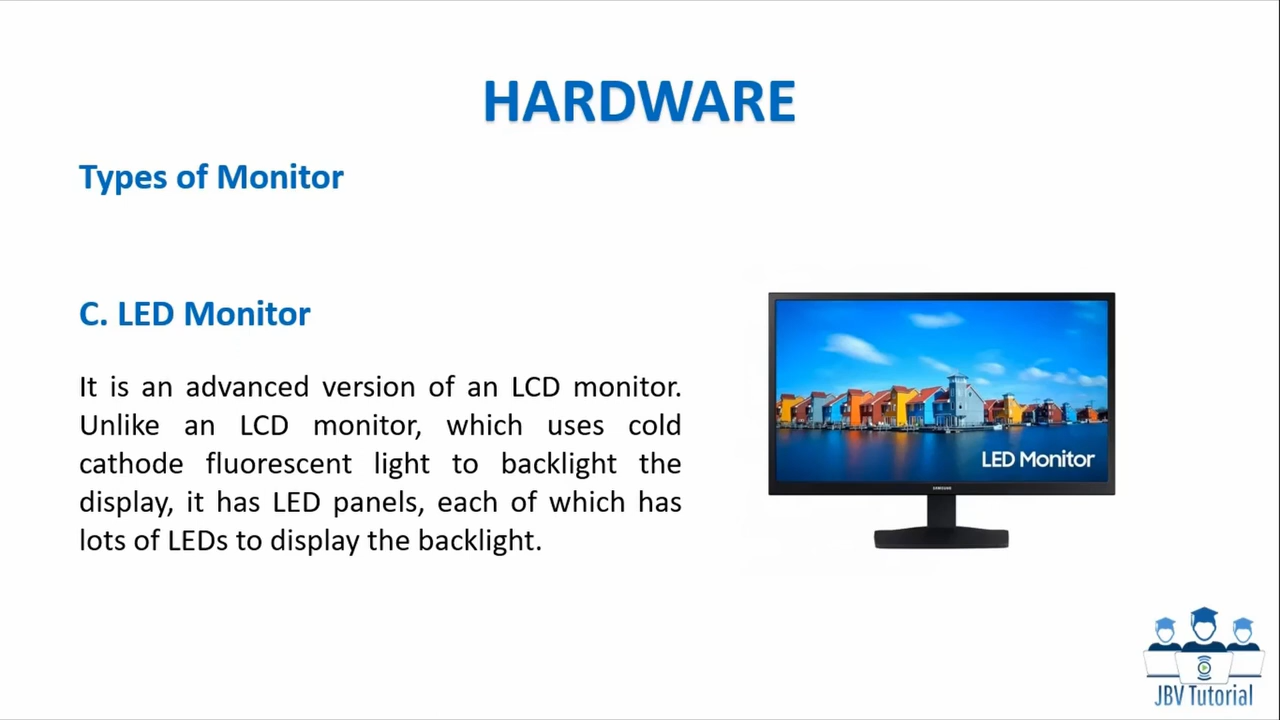 HARDWARE
Types of Monitor
C. LED Monitor
It is an advanced version of an LCD monitor.
Unlike an LCD monitor, which uses cold
cathode fluorescent light to backlight the
display, it has LED panels, each of which has
lots of LEDs to display the backlight.
LED Monitor
SAMSUNG
JBV Tutorial